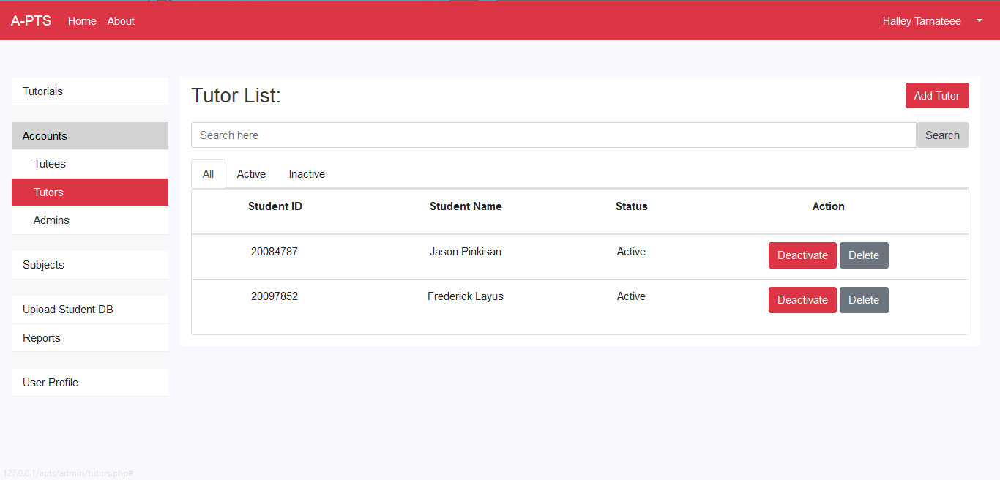 A-PTS Home About Halley Tarnateee
Tutorials
Accounts
Tutees
Tutors
Admins
Subjects
Upload Student DB
Reports
User Profile
Tutor List: Add Tutor
Search here Search
All Active Inactive
Student ID Student Name Status Action
20084787 Jason Pinkisan Active Deactivate Delete
20097852 Frederick Layus Active Deactivate Delete
127.0.0.1/apts/admin/tutors.php#